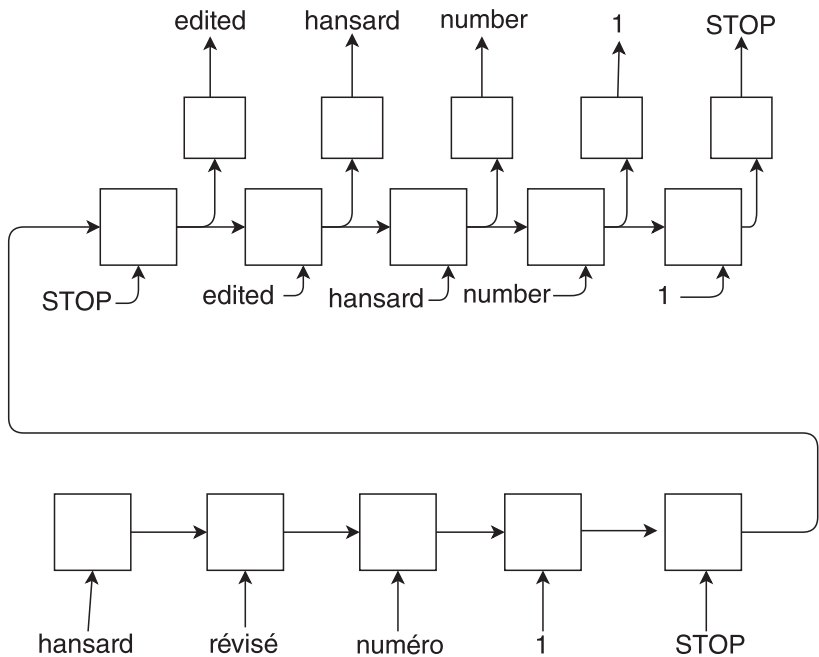 edited hansard number 1 STOP
STOP edited hansard number 1
hansard révisé numéro 1 STOP